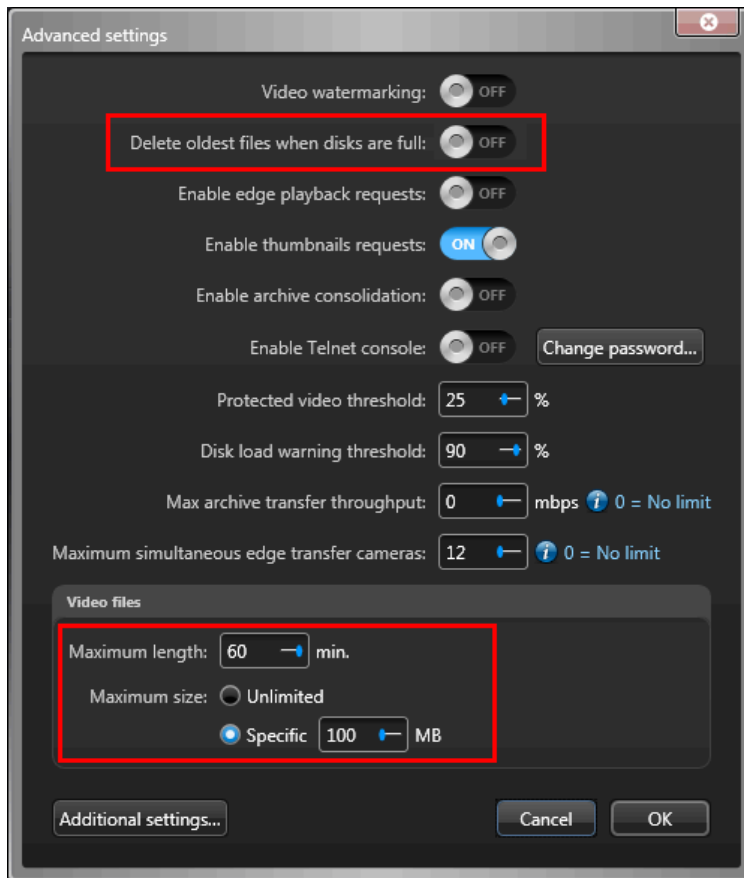 Advanced settings
Video watermarking: OFF
Delete oldest files when disks are full: OFF
Enable edge playback requests: OFF
Enable thumbnails requests: ON
Enable archive consolidation: OFF
Enable Telnet console: OFF Change password...
Protected video threshold: 25 %
Disk load warning threshold: 90 %
Max archive transfer throughput: 0 mbps i 0 = No limit
Maximum simultaneous edge transfer cameras: 12 i 0 = No limit
Video files
Maximum length: 60 min.
Maximum size: Unlimited
Specific 100 MB
Additional settings... Cancel OK